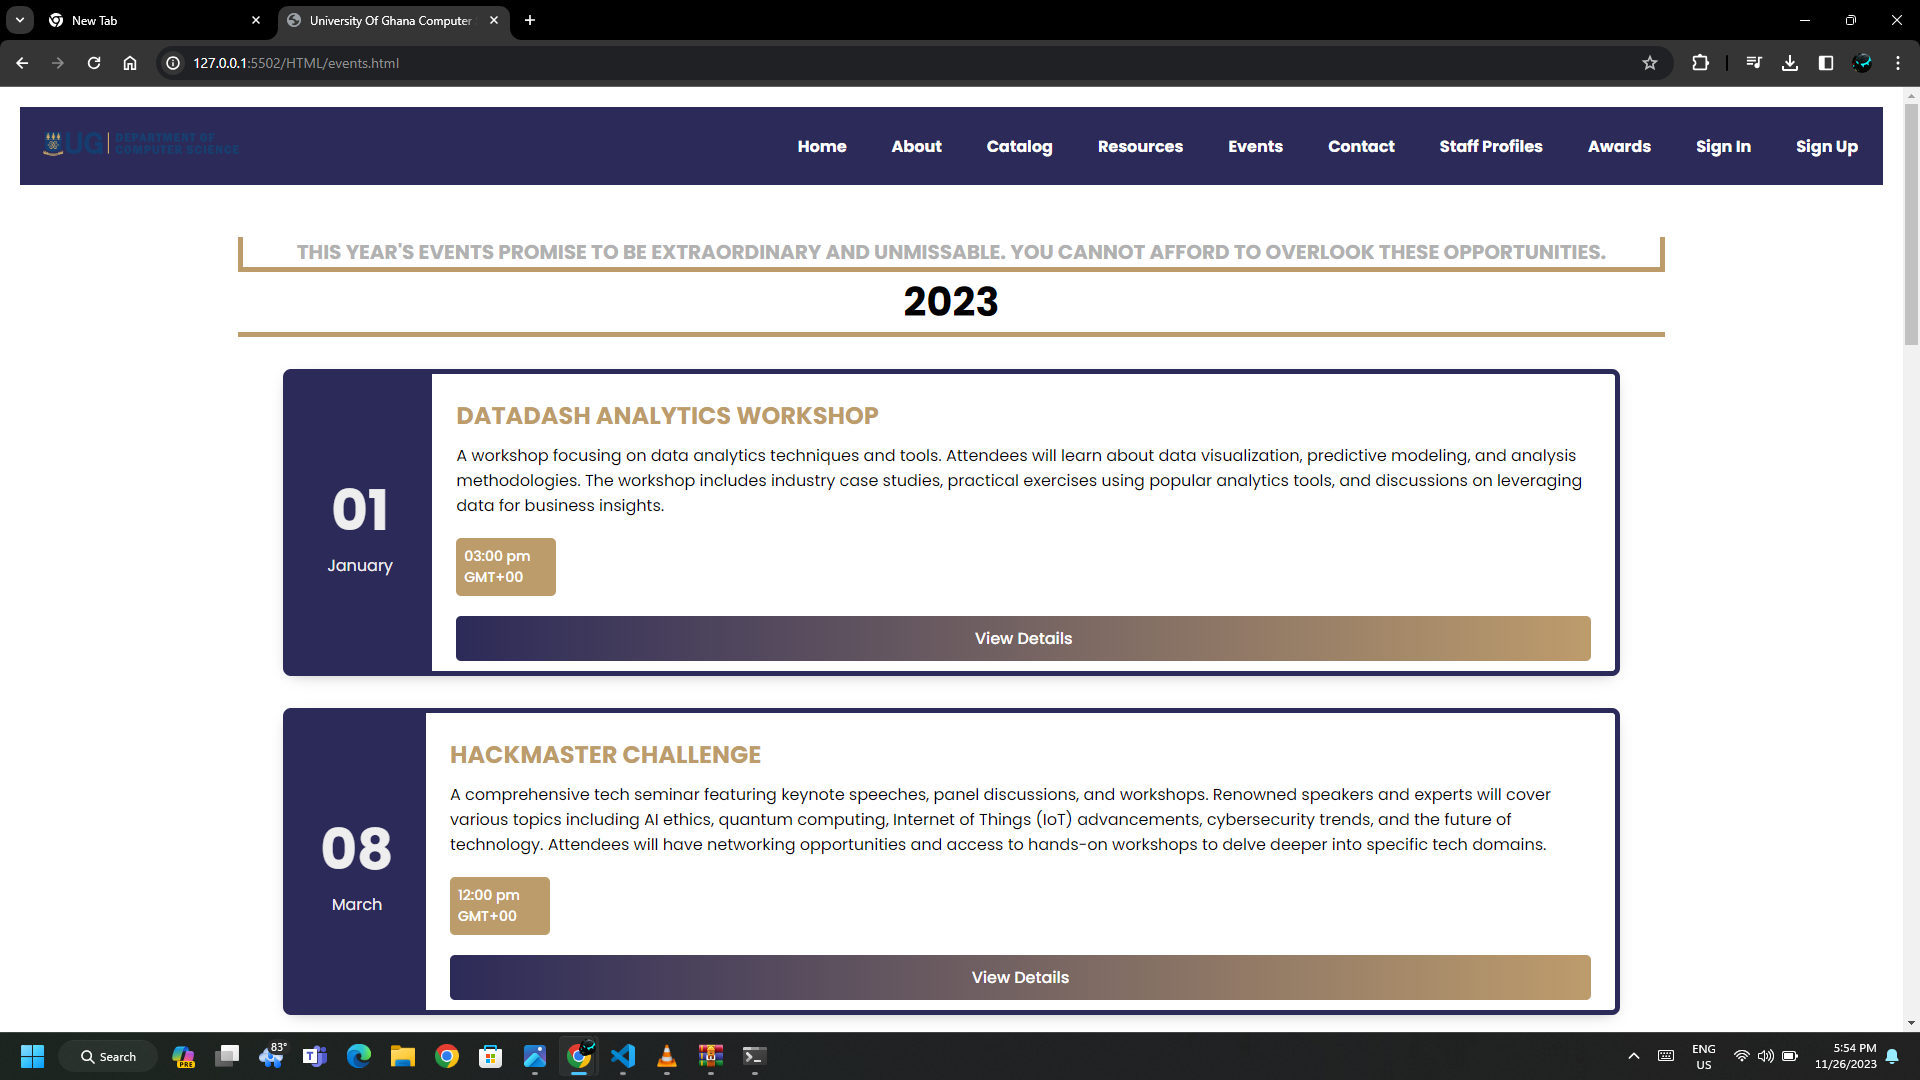 New Tab
University Of Ghana Computer
127.0.0.1:5502/HTML/events.html
UG DEPARTMENT OF
COMPUTER SCIENCE
Home About Catalog Resources Events Contact Staff Profiles Awards Sign In Sign Up
THIS YEAR'S EVENTS PROMISE TO BE EXTRAORDINARY AND UNMISSABLE. YOU CANNOT AFFORD TO OVERLOOK THESE OPPORTUNITIES.
2023
01
January
DATADASH ANALYTICS WORKSHOP
A workshop focusing on data analytics techniques and tools. Attendees will learn about data visualization, predictive modeling, and analysis
methodologies. The workshop includes industry case studies, practical exercises using popular analytics tools, and discussions on leveraging
data for business insights.
03:00 pm
GMT+00
View Details
08
March
HACKMASTER CHALLENGE
A comprehensive tech seminar featuring keynote speeches, panel discussions, and workshops. Renowned speakers and experts will cover
various topics including AI ethics, quantum computing, Internet of Things (IoT) advancements, cybersecurity trends, and the future of
technology. Attendees will have networking opportunities and access to hands-on workshops to delve deeper into specific tech domains.
12:00 pm
GMT+00
View Details
Search
PRE
83°
ENG
US
5:54 PM
11/26/2023